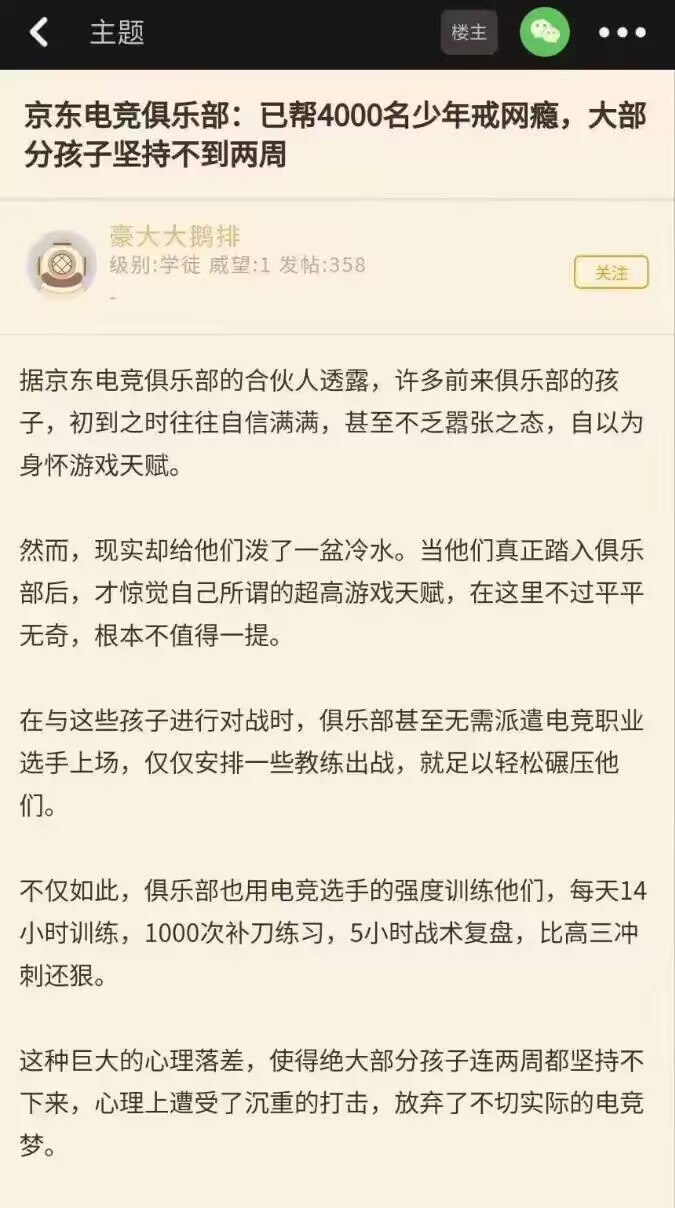 主题
楼主
京东电竞俱乐部：已帮4000名少年戒网瘾，大部
分孩子坚持不到两周
豪大大鹅排
级别:学徒 威望:1 发帖:358
-
关注
据京东电竞俱乐部的合伙人透露，许多前来俱乐部的孩
子，初到之时往往自信满满，甚至不乏嚣张之态，自以为
身怀游戏天赋。
然而，现实却给他们泼了一盆冷水。当他们真正踏入俱乐
部后，才惊觉自己所谓的超高游戏天赋，在这里不过平平
无奇，根本不值得一提。
在与这些孩子进行对战时，俱乐部甚至无需派遣电竞职业
选手上场，仅仅安排一些教练出战，就足以轻松碾压他
们。
不仅如此，俱乐部也用电竞选手的强度训练他们，每天14
小时训练，1000次补刀练习，5小时战术复盘，比高三冲
刺还狠。
这种巨大的心理落差，使得绝大部分孩子连两周都坚持不
下来，心理上遭受了沉重的打击，放弃了不切实际的电竞
梦。